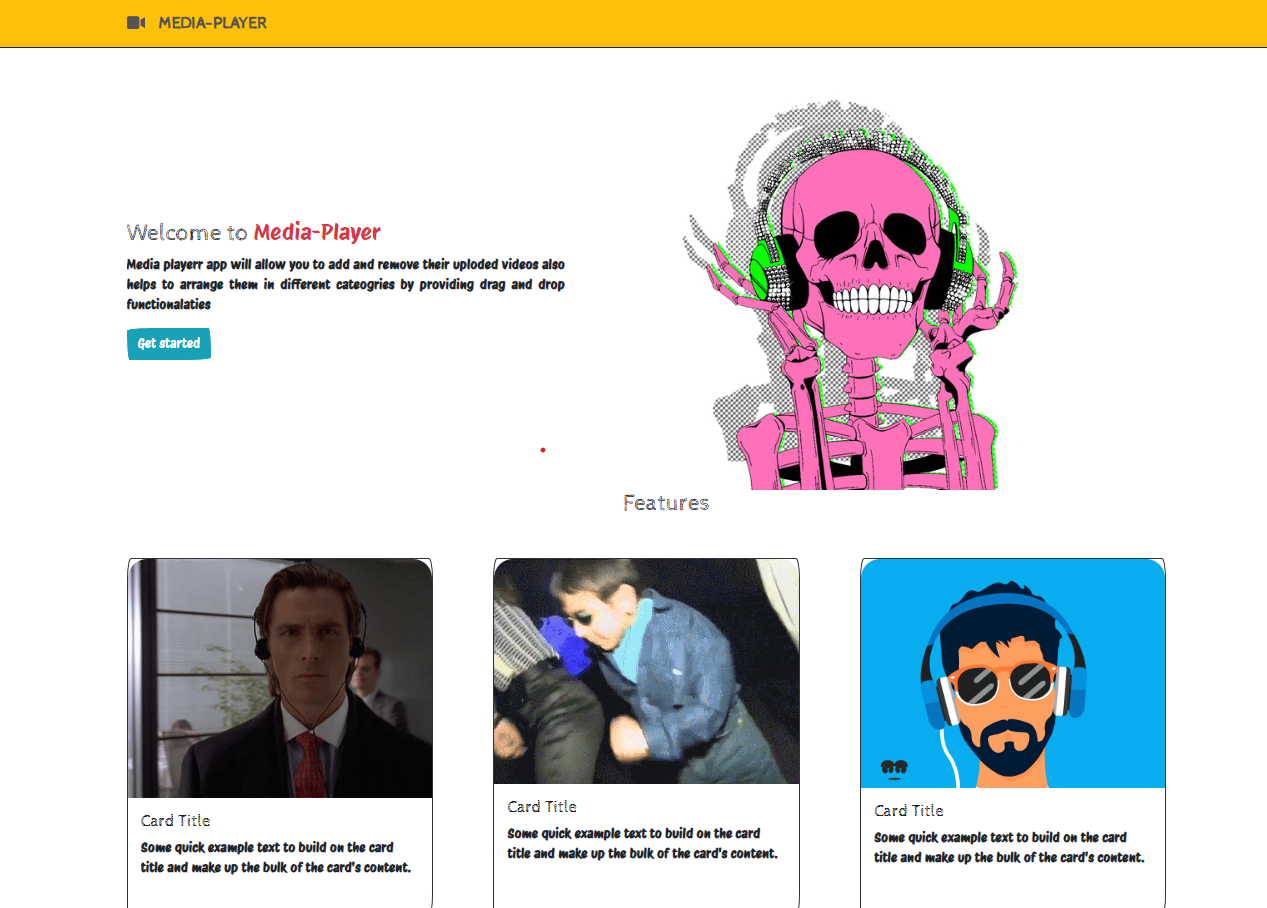 MEDIA-PLAYER
Welcome to Media-Player
Media playerr app will allow you to add and remove their uploded videos also
helps to arrange them in different cateogries by providing drag and drop
functionalaties
Get started
Features
Card Title
Some quick example text to build on the card
title and make up the bulk of the card's content.
Card Title
Some quick example text to build on the card
title and make up the bulk of the card's content.
Card Title
Some quick example text to build on the card
title and make up the bulk of the card's content.